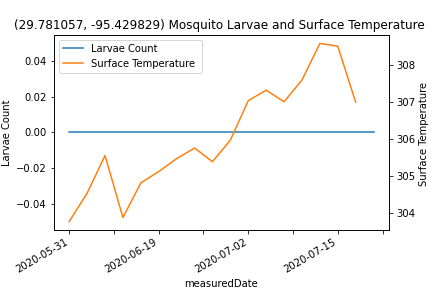 (29.781057, -95.429829) Mosquito Larvae and Surface Temperature
Larvae Count
Surface Temperature
0.04
0.02
0.00
−0.02
−0.04
Larvae Count
308
307
306
305
304
Surface Temperature
2020-05-31
2020-06-19
2020-07-02
2020-07-15
measuredDate